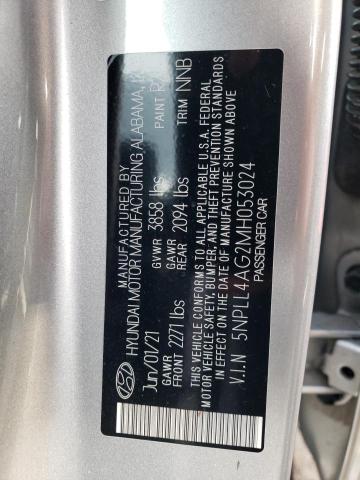 MANUFACTURED BY
HYUNDAI MOTOR MANUFACTURING ALABAMA,
Jun/01/21 GVWR 3858 lbs PAINT
GAWR FRONT 2271 lbs GAWR REAR 2094 lbs TRIM NNB
THIS VEHICLE CONFORMS TO ALL APPLICABLE U.S.A. FEDERAL
MOTOR VEHICLE SAFETY, BUMPER, AND THEFT PREVENTION STANDARDS
IN EFFECT ON THE DATE OF MANUFACTURE SHOWN ABOVE
V.I.N 5NPLL4AG2MH053024
PASSENGER CAR